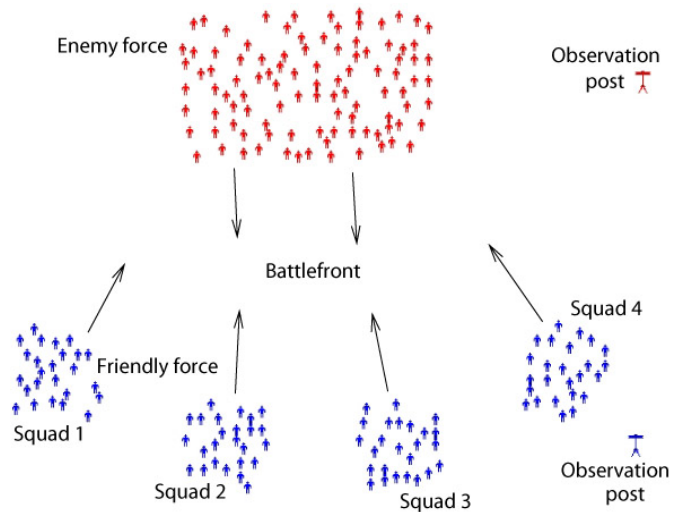 Enemy force
Observation
post
Battlefront
Squad 4
Friendly force
Squad 1
Squad 2
Squad 3
Observation
post